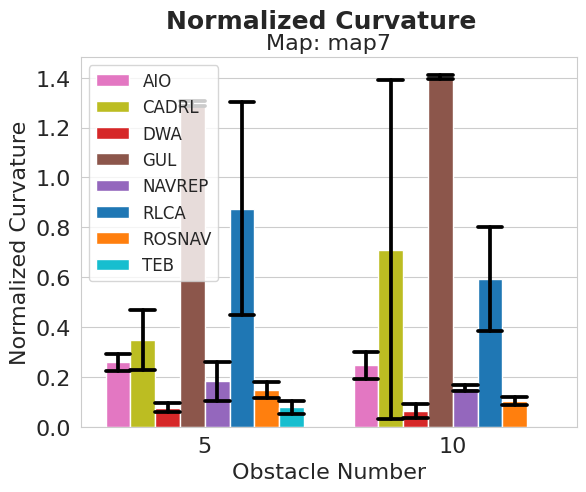 Normalized Curvature
Map: map7
Normalized Curvature
1.4
1.2
1.0
0.8
0.6
0.4
0.2
0.0
AIO
CADRL
DWA
GUL
NAVREP
RLCA
ROSNAV
TEB
5
10
Obstacle Number